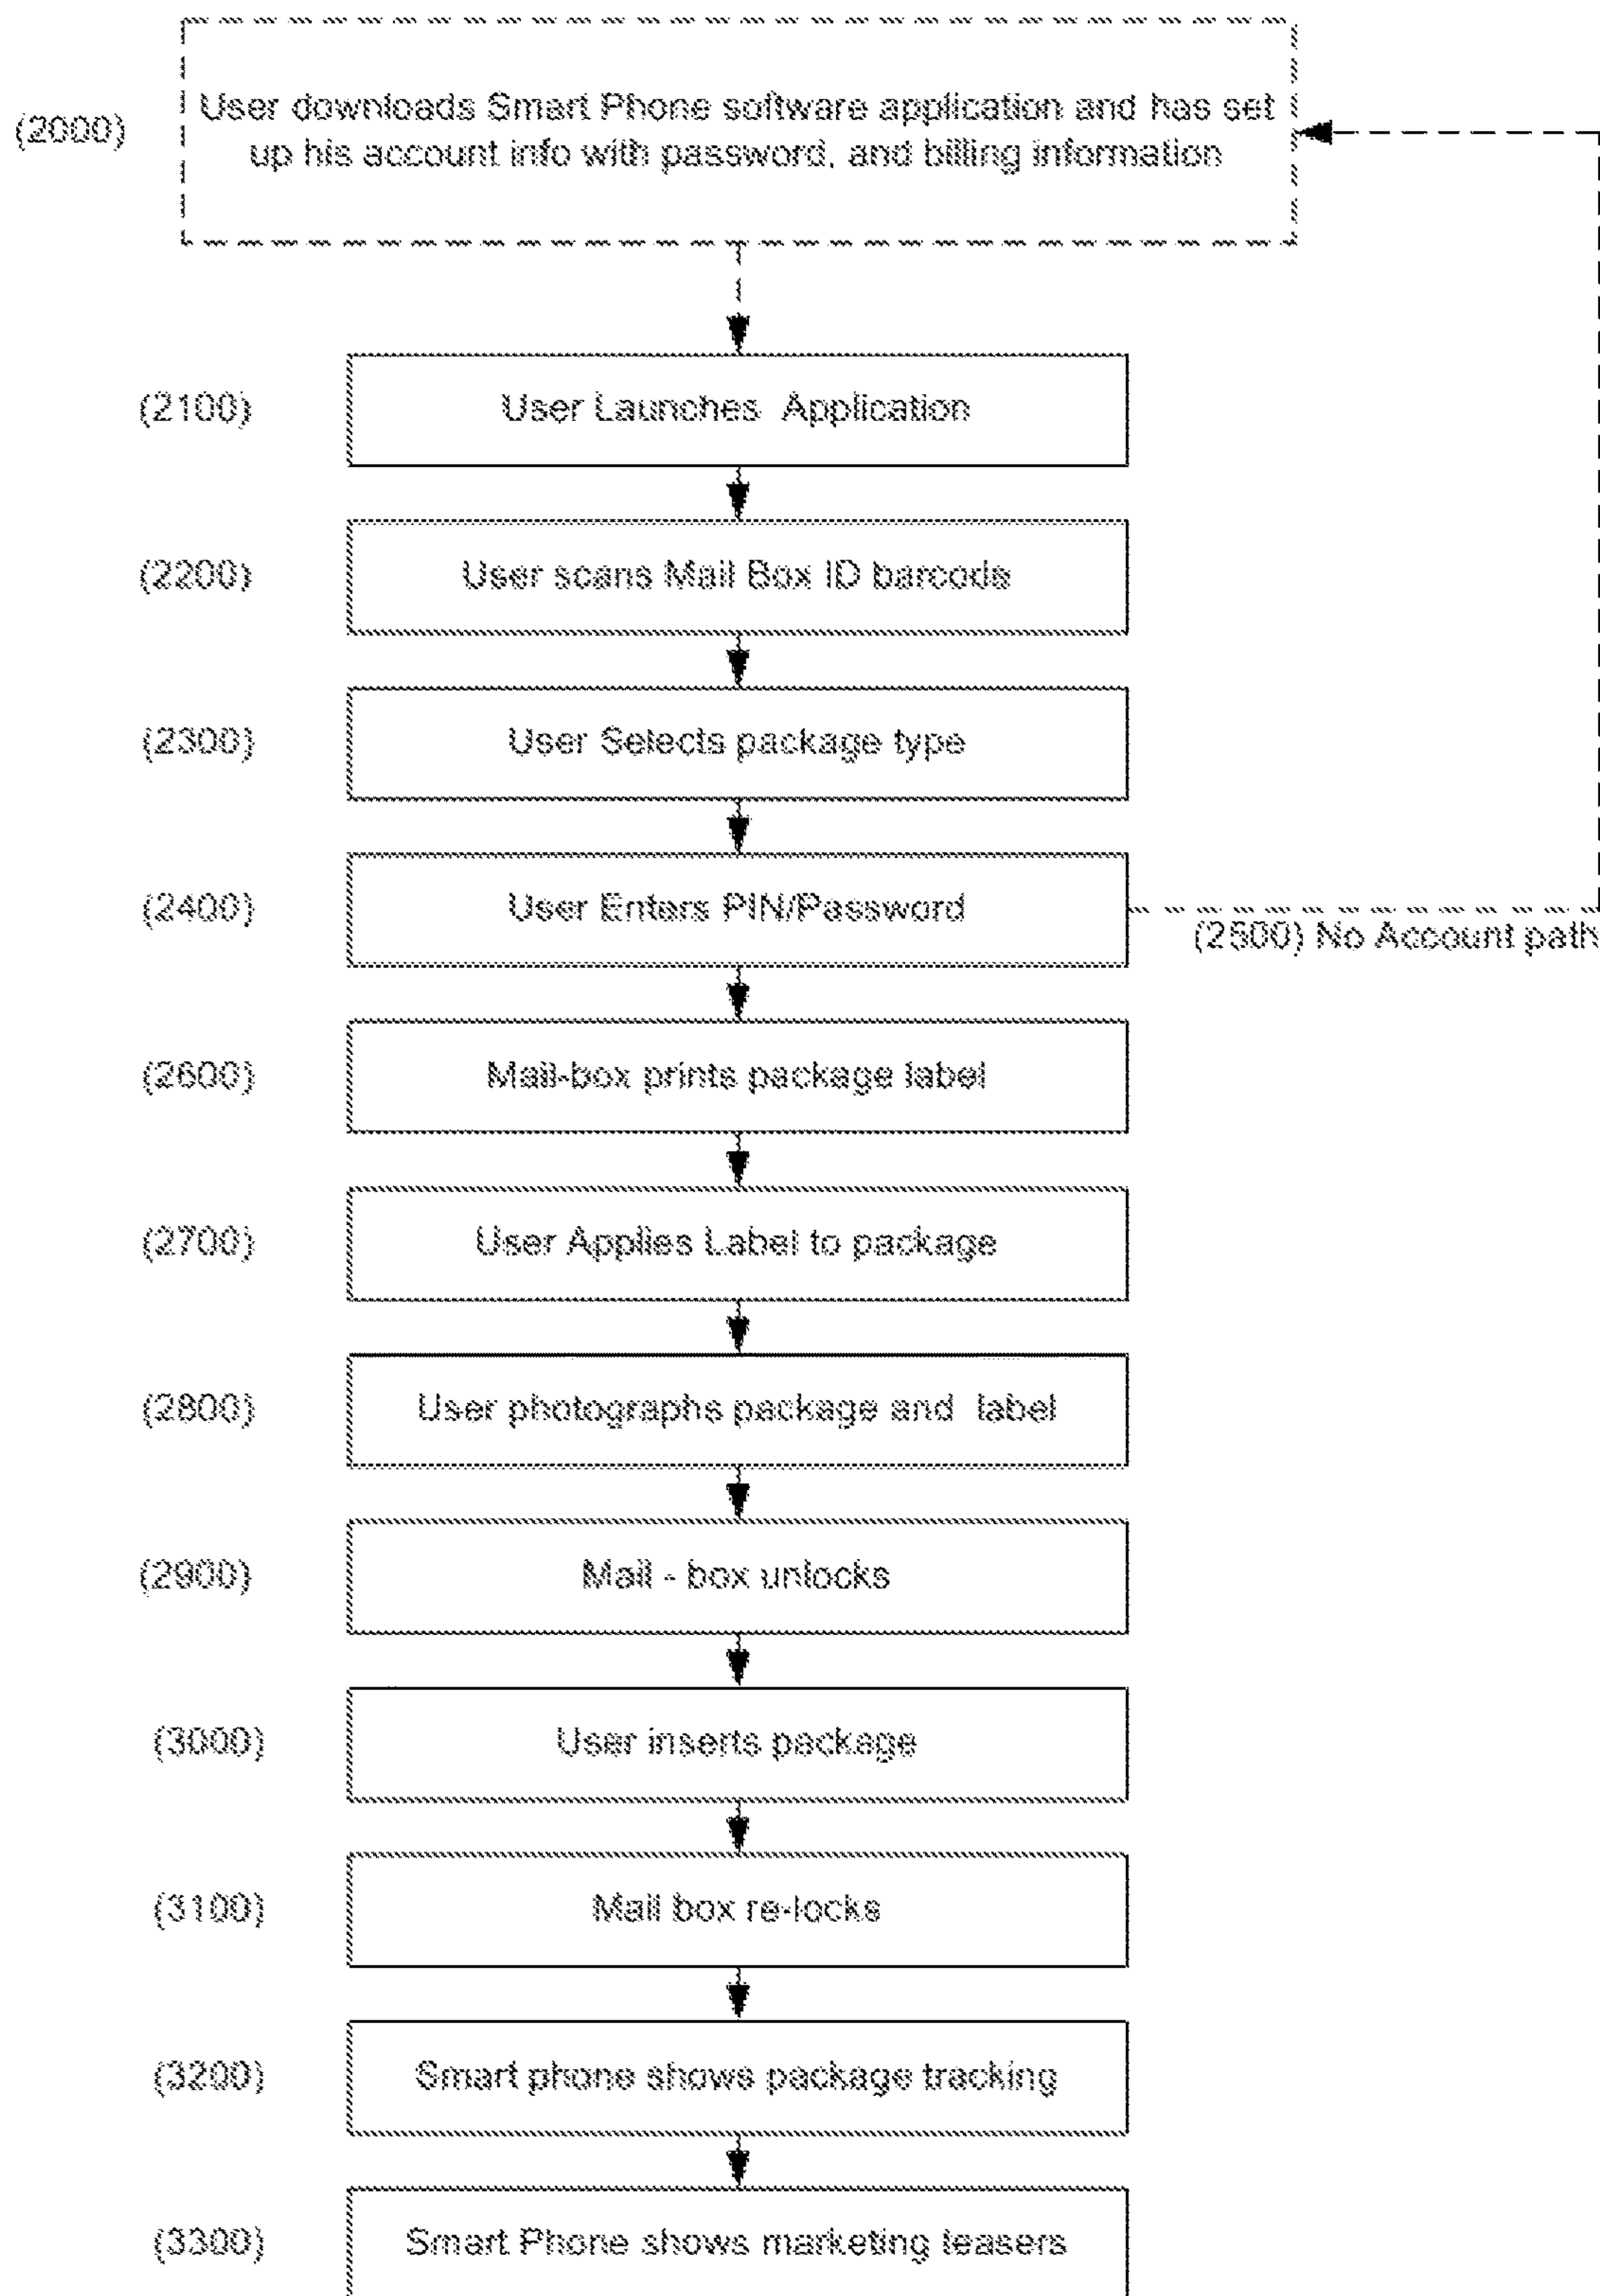 User downloads Smart Phone software application and has set
(2000)
up his account info with password, and billing information
(2100) User Launches Application
(2200) User scans Mail Box ID barcods
(2300) User Selects package type
(2400) User Enters PIN/Password
(2500) No Account path
(2600) Mail-box prints package label
(2700) User Applies Label to package
(2800) User photographs package and label
(2900) Mail - box unlocks
(3000) User inserts package
(3100) Mail box re-locks
(3200) Smart phone shows package tracking
(3300) Smart Phone shows marketing teasers